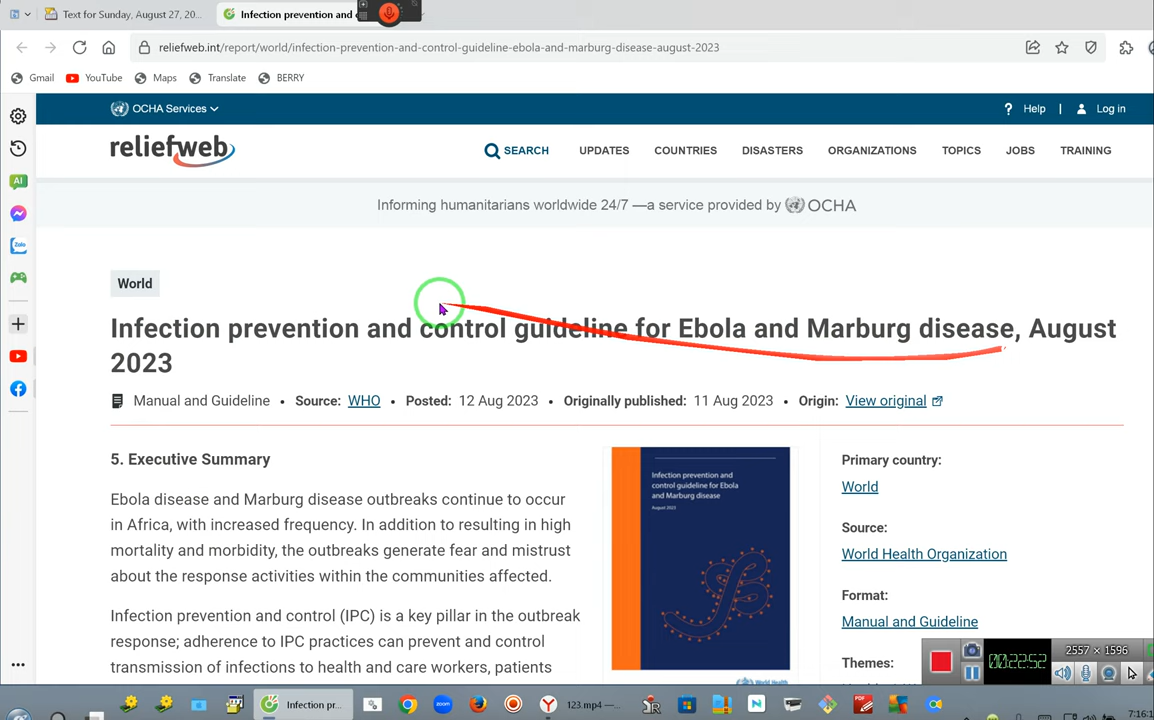 Text for Sunday, August 27, 20...
Infection prevention and
reliefweb.int/report/world/infection-prevention-and-control-guideline-ebola-and-marburg-disease-august-2023
Gmail YouTube Maps Translate BERRY
OCHA Services Help | Log in
reliefweb SEARCH UPDATES COUNTRIES DISASTERS ORGANIZATIONS TOPICS JOBS TRAINING
AI
Informing humanitarians worldwide 24/7 —a service provided by OCHA
Zalo
World
Infection prevention and control guideline for Ebola and Marburg disease, August
2023
Manual and Guideline • Source: WHO • Posted: 12 Aug 2023 • Originally published: 11 Aug 2023 • Origin: View original
5. Executive Summary
Ebola disease and Marburg disease outbreaks continue to occur
in Africa, with increased frequency. In addition to resulting in high
mortality and morbidity, the outbreaks generate fear and mistrust
about the response activities within the communities affected.
Infection prevention and control (IPC) is a key pillar in the outbreak
response; adherence to IPC practices can prevent and control
transmission of infections to health and care workers, patients
Infection prevention and
control guideline for Ebola
and Marburg disease
August 2023
World Health
Primary country:
World
Source:
World Health Organization
Format:
Manual and Guideline
Themes:
00:22:52
2557 × 1596
Infection pr...
zoom
123.mp4 —...
PDF
7:16:1